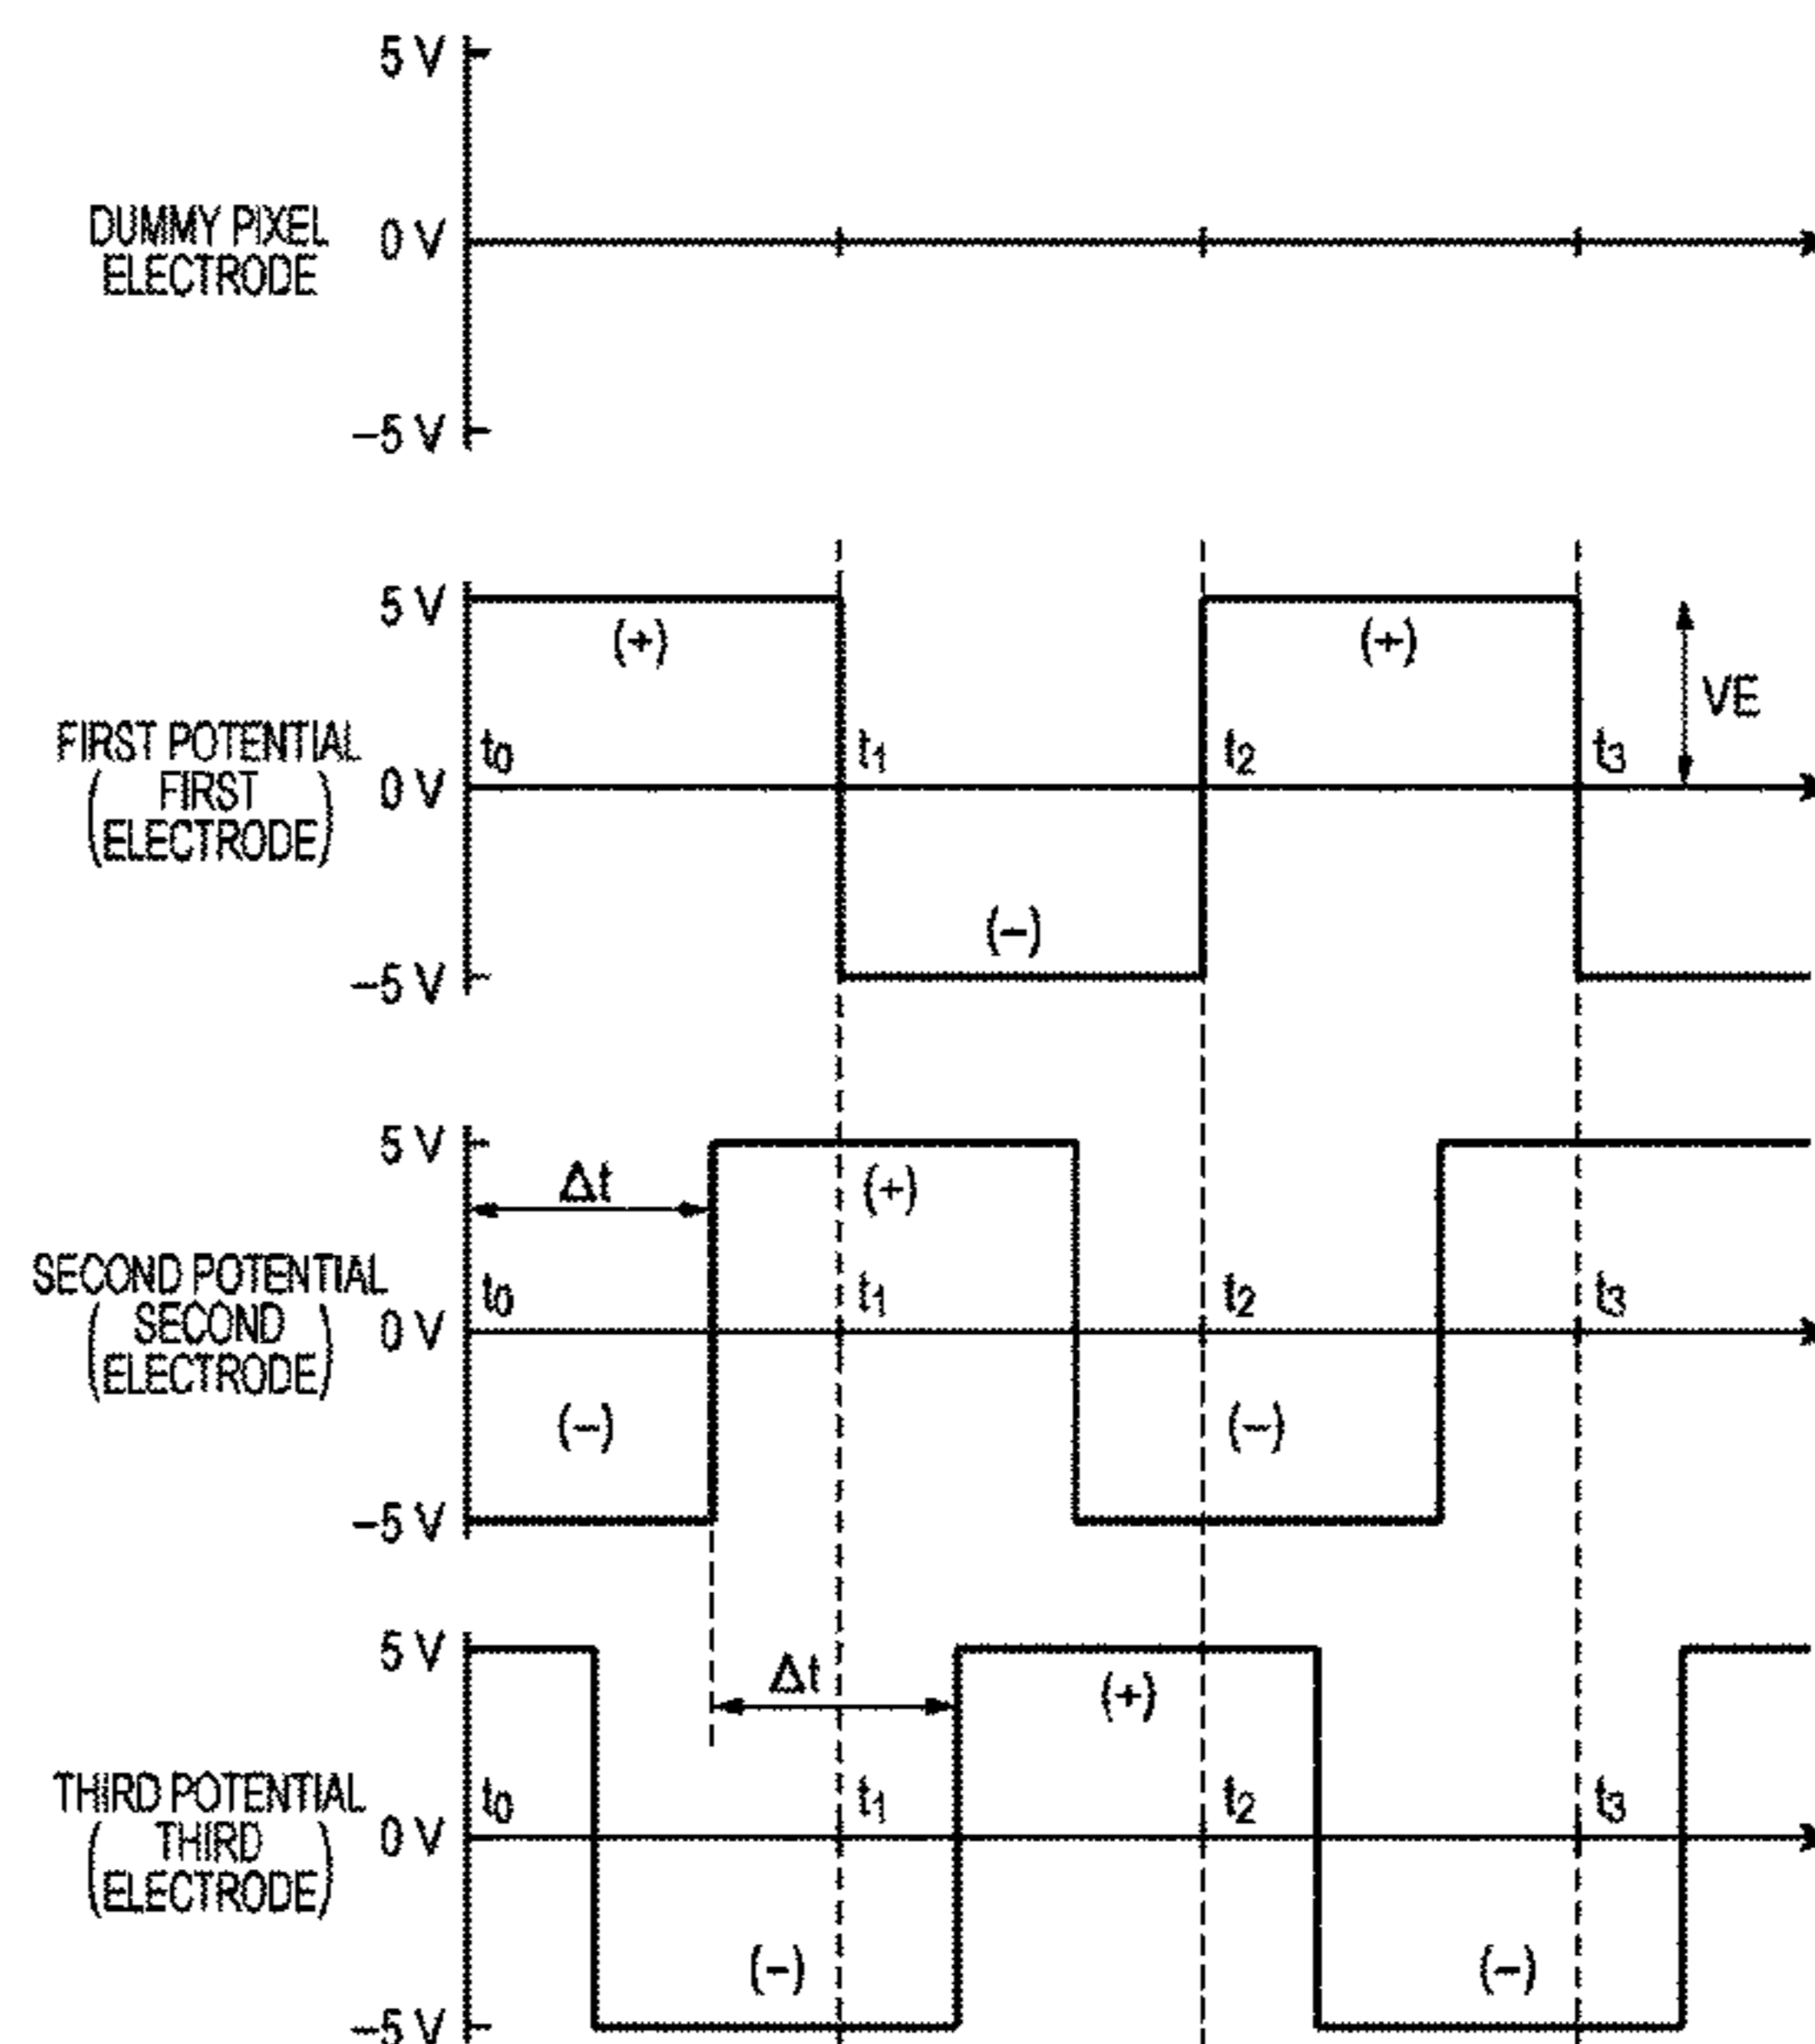 5 V
DUMMY PIXEL
ELECTRODE
0 V
–5 V
5 V
(+)
(+)
VE
FIRST POTENTIAL
(FIRST
ELECTRODE)
0 V
t0
t1
t2
t3
(–)
–5 V
5 V
Δt
(+)
SECOND POTENTIAL
(SECOND
ELECTRODE)
0 V
t0
t1
t2
t3
(–)
(–)
–5 V
5 V
Δt
(+)
THIRD POTENTIAL
(THIRD
ELECTRODE)
0 V
t0
t1
t2
t3
(–)
(–)
–5 V